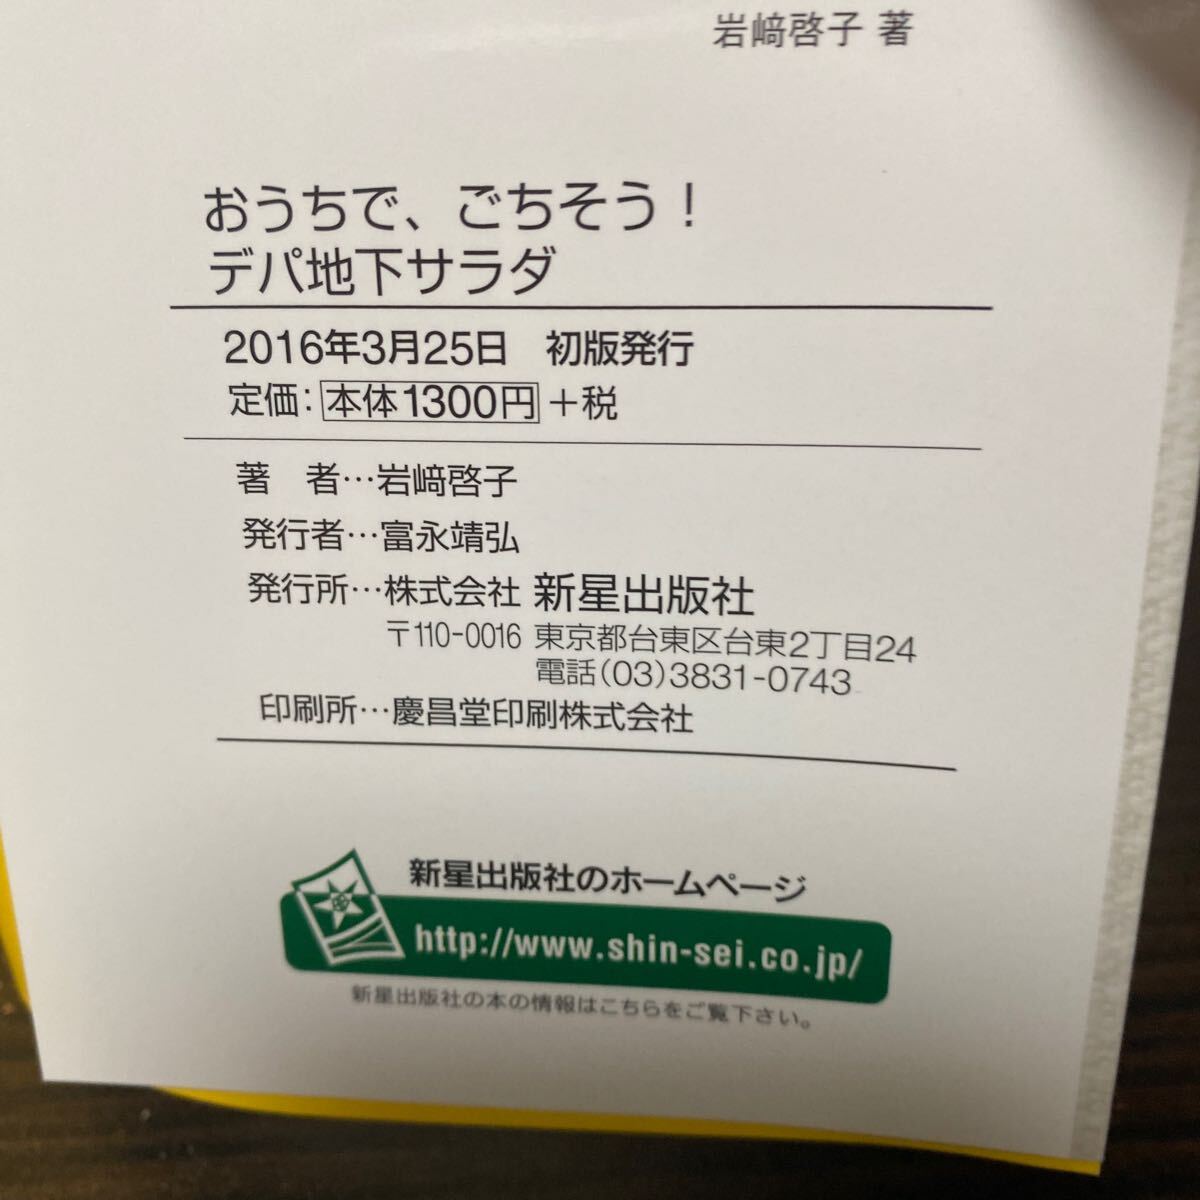 岩﨑啓子 著
おうちで、ごちそう！
デパ地下サラダ
2016年3月25日　初版発行
定価：本体1300円＋税
著　者…岩﨑啓子
発行者…富永靖弘
発行所…株式会社 新星出版社
〒110-0016 東京都台東区台東2丁目24
電話(03)3831-0743
印刷所…慶昌堂印刷株式会社
新星出版社のホームページ
http://www.shin-sei.co.jp/
新星出版社の本の情報はこちらをご覧下さい。